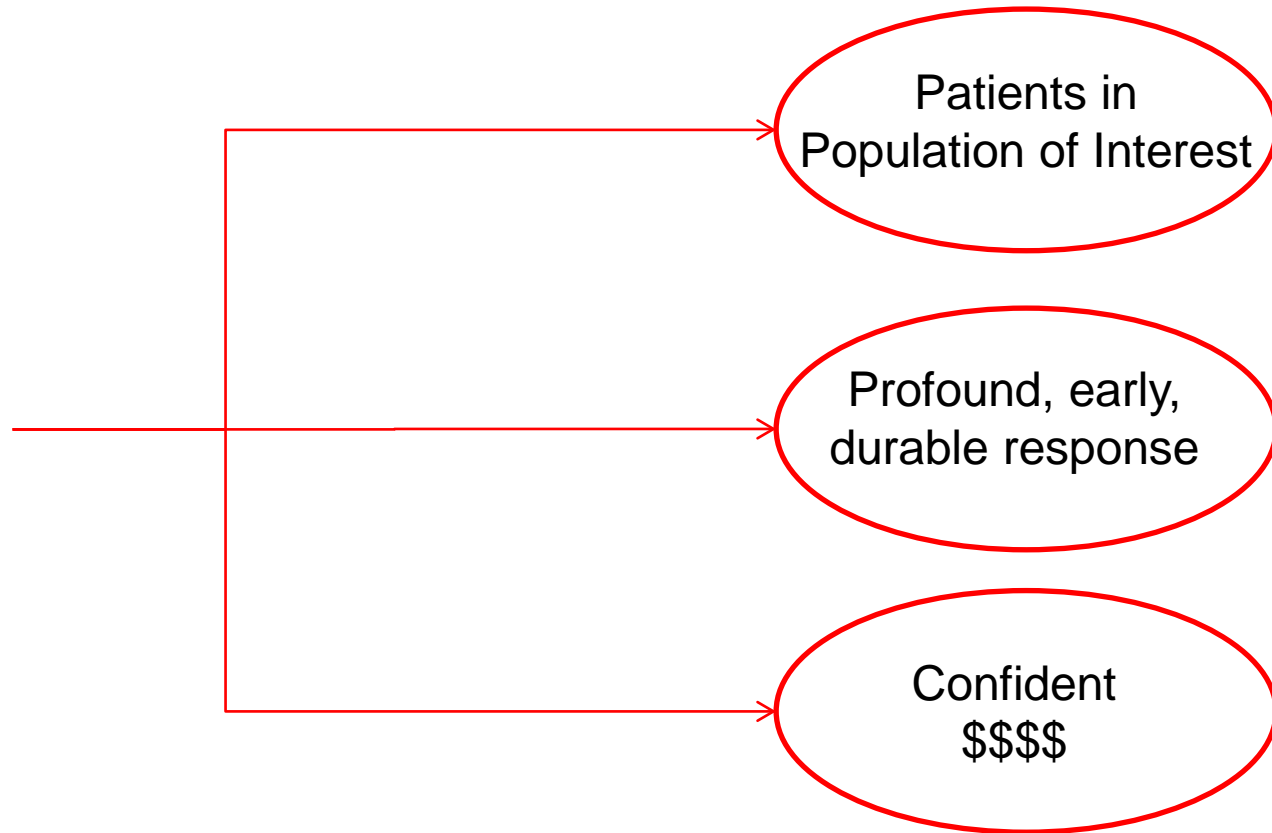 Patients in
Population of Interest
Profound, early,
durable response
Confident
$$$$